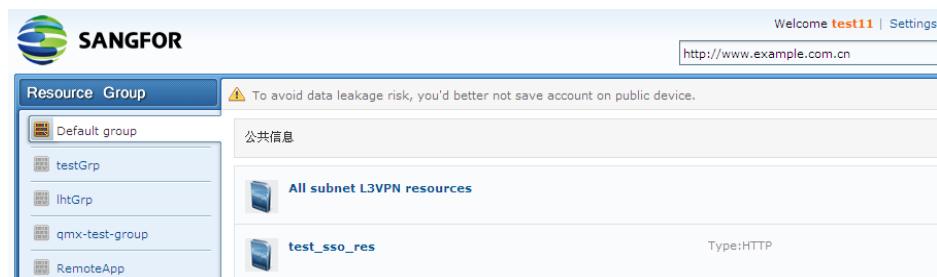 SANGFOR
Welcome test11 | Settings
http://www.example.com.cn
Resource Group
To avoid data leakage risk, you'd better not save account on public device.
Default group
公共信息
testGrp
All subnet L3VPN resources
lhtGrp
qmx-test-group
test_sso_res Type:HTTP
RemoteApp